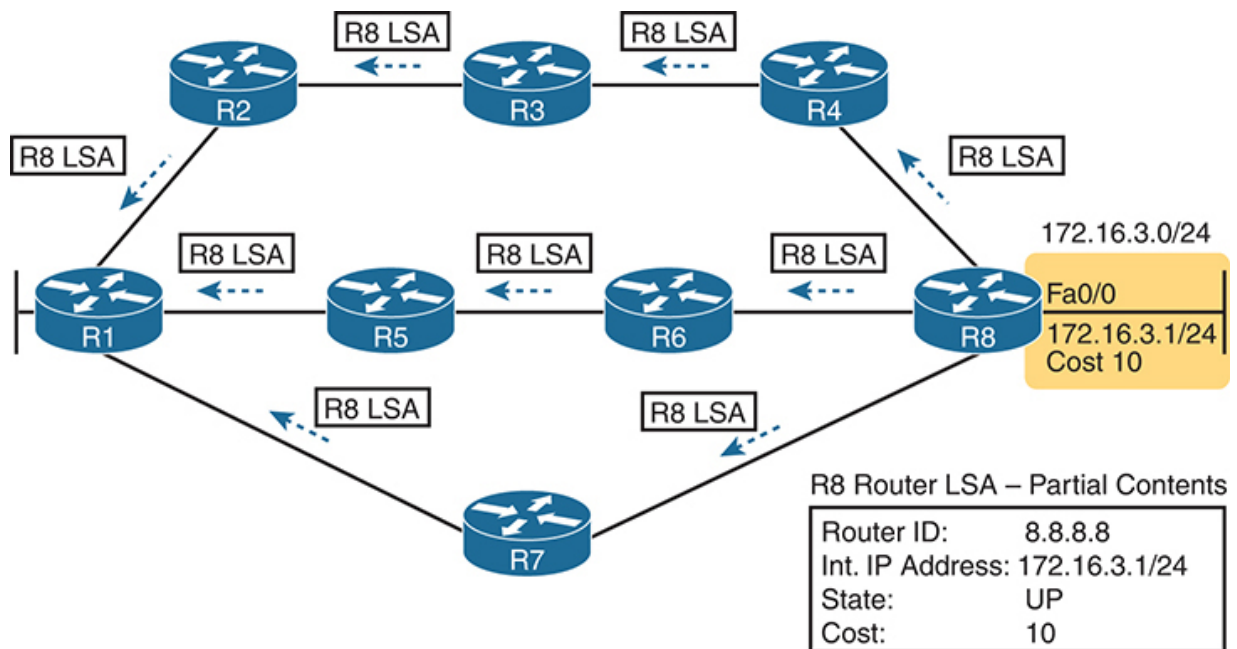 R8 LSA
R8 LSA
R2
R3
R4
R8 LSA
R8 LSA
172.16.3.0/24
R8 LSA
R8 LSA
R8 LSA
Fa0/0
R1
R5
R6
R8
172.16.3.1/24
Cost 10
R8 LSA
R8 LSA
R7
R8 Router LSA – Partial Contents
Router ID: 8.8.8.8
Int. IP Address: 172.16.3.1/24
State: UP
Cost: 10